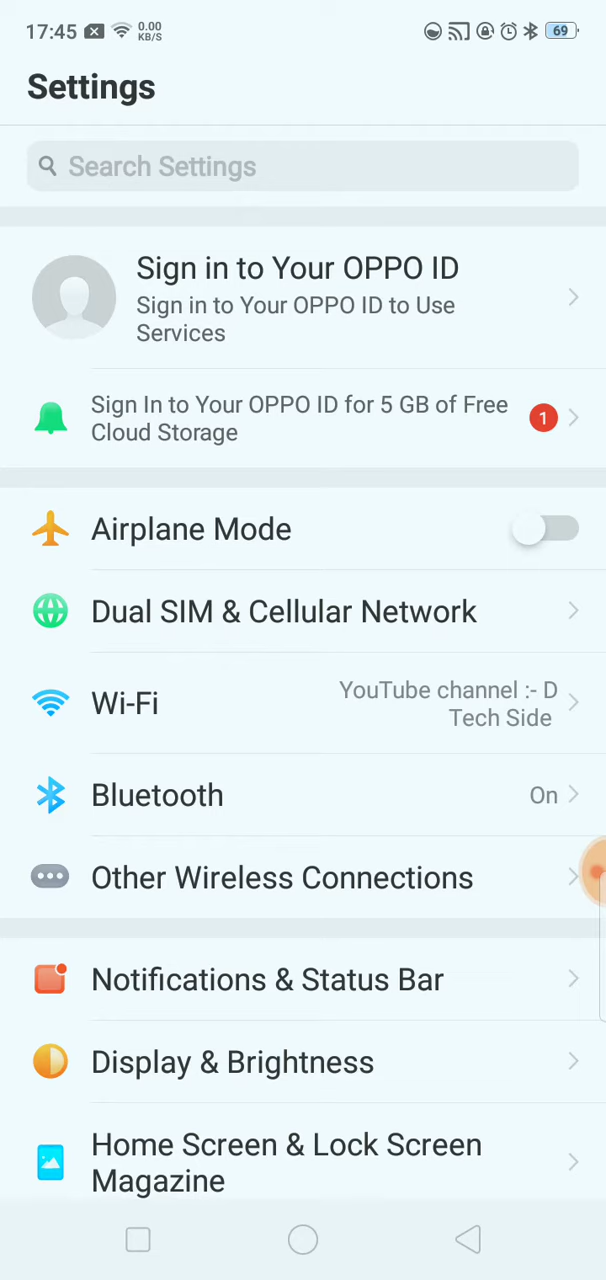 17:45 0.00 KB/S 69
Settings
Search Settings
Sign in to Your OPPO ID
Sign in to Your OPPO ID to Use
Services
Sign In to Your OPPO ID for 5 GB of Free
Cloud Storage
1
Airplane Mode
Dual SIM & Cellular Network
Wi-Fi
YouTube channel :- D
Tech Side
Bluetooth
On
Other Wireless Connections
Notifications & Status Bar
Display & Brightness
Home Screen & Lock Screen
Magazine